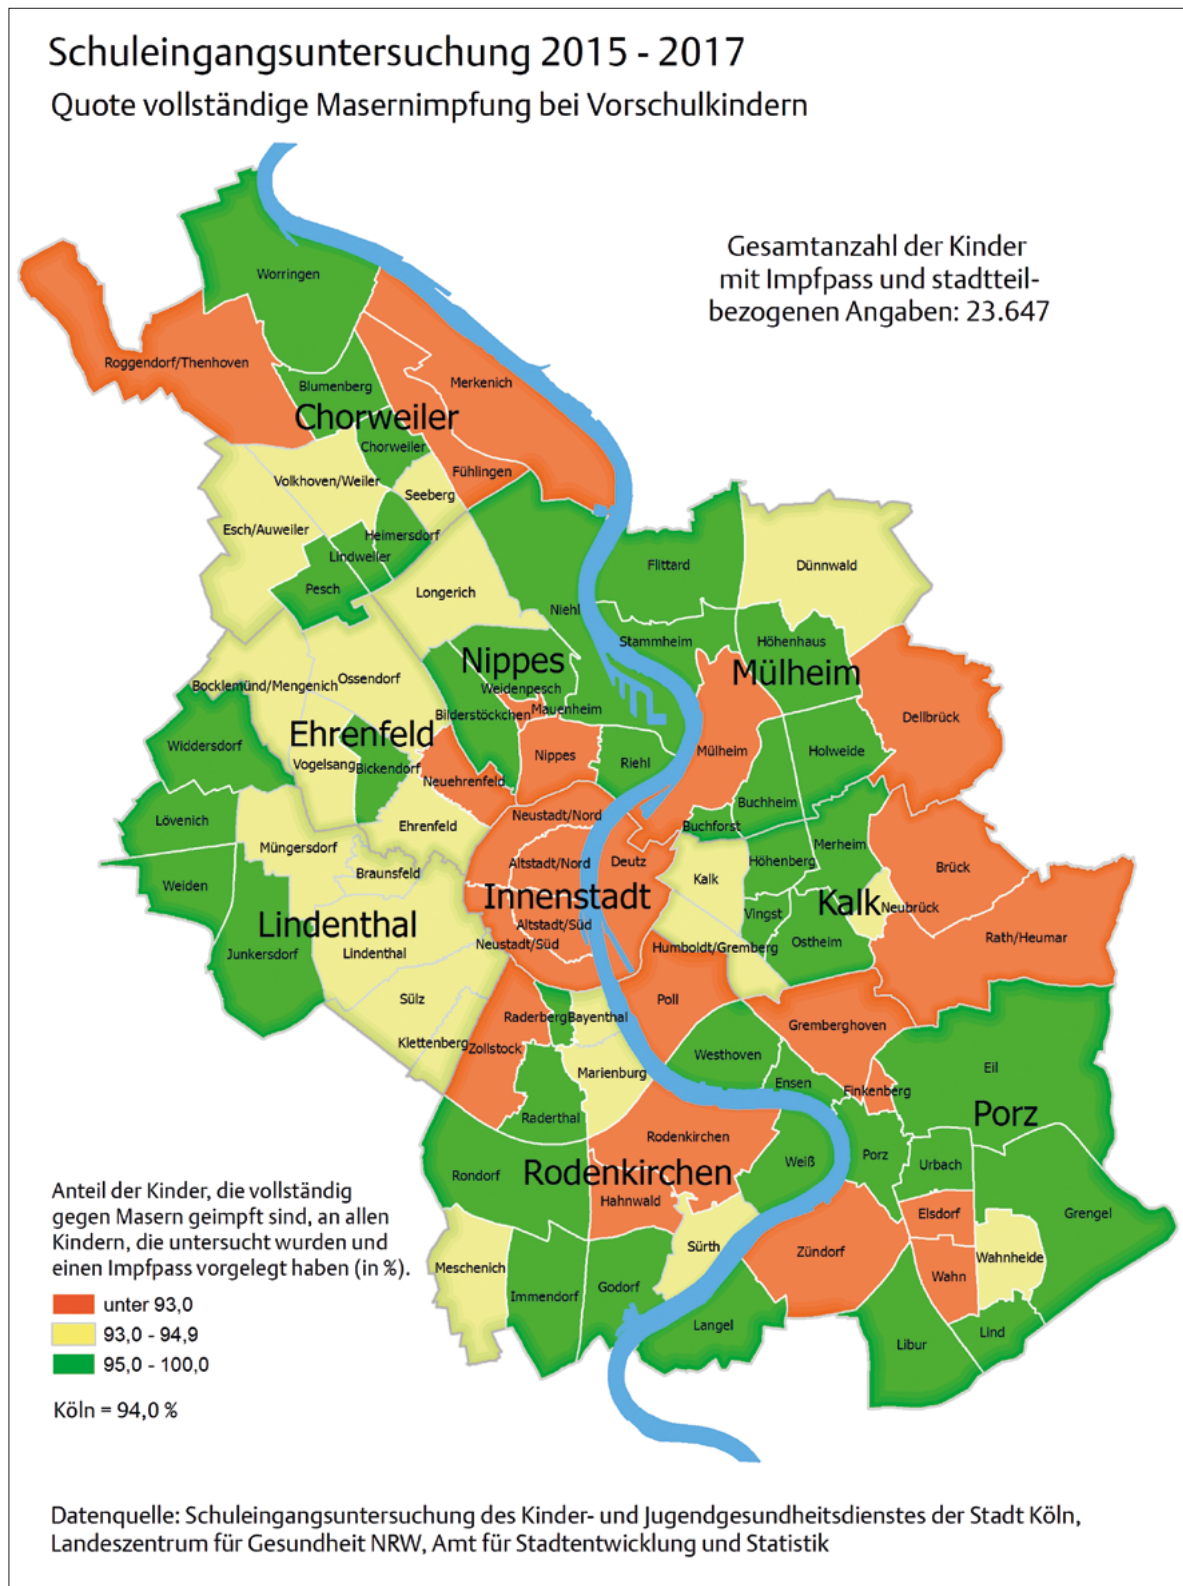 Schuleingangsuntersuchung 2015 - 2017
Quote vollständige Masernimpfung bei Vorschulkindern
Gesamtanzahl der Kinder
mit Impfpass und stadtteil-
bezogenen Angaben: 23.647
Worringen
Roggendorf/Thenhoven
Blumenberg
Merkenich
Chorweiler
Chorweiler
Fühlingen
Volkhoven/Weiler
Seeberg
Esch/Auweiler
Heimersdorf
Lindweiler
Pesch
Longerich
Niehl
Flittard
Dünnwald
Stammheim
Höhenhaus
Nippes
Mülheim
Weidenpesch
Bocklemünd/Mengenich
Ossendorf
Mauenheim
Bilderstöckchen
Dellbrück
Ehrenfeld
Widdersdorf
Vogelsang
Bickendorf
Neuehrenfeld
Nippes
Riehl
Mülheim
Holweide
Buchheim
Lövenich
Ehrenfeld
Neustadt/Nord
Buchforst
Müngersdorf
Braunsfeld
Altstadt/Nord
Deutz
Höhenberg
Merheim
Brück
Weiden
Kalk
Innenstadt
Kalk
Neubrück
Lindenthal
Altstadt/Süd
Vingst
Ostheim
Rath/Heumar
Junkersdorf
Lindenthal
Neustadt/Süd
Humboldt/Gremberg
Sülz
Poll
Raderberg
Bayenthal
Gremberghoven
Klettenberg
Zollstock
Westhoven
Marienburg
Ensen
Finkenberg
Eil
Porz
Raderthal
Rodenkirchen
Weiß
Porz
Urbach
Rondorf
Rodenkirchen
Hahnwald
Elsdorf
Grengel
Sürth
Zündorf
Wahnheide
Meschenich
Wahn
Immendorf
Godorf
Langel
Libur
Lind
Anteil der Kinder, die vollständig
gegen Masern geimpft sind, an allen
Kindern, die untersucht wurden und
einen Impfpass vorgelegt haben (in %).
unter 93,0
93,0 - 94,9
95,0 - 100,0
Köln = 94,0 %
Datenquelle: Schuleingangsuntersuchung des Kinder- und Jugendgesundheitsdienstes der Stadt Köln,
Landeszentrum für Gesundheit NRW, Amt für Stadtentwicklung und Statistik